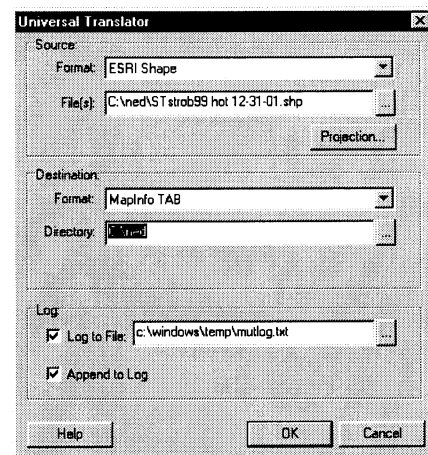 Universal Translator
Source:
Format: ESRI Shape
File(s): C:\ned\STstrob99 hot 12-31-01.shp
...
Projection...
Destination:
Format: MapInfo TAB
Directory: C:\ned
...
Log:
Log to File: c:\windows\temp\mutlog.txt
...
Append to Log
Help
OK
Cancel